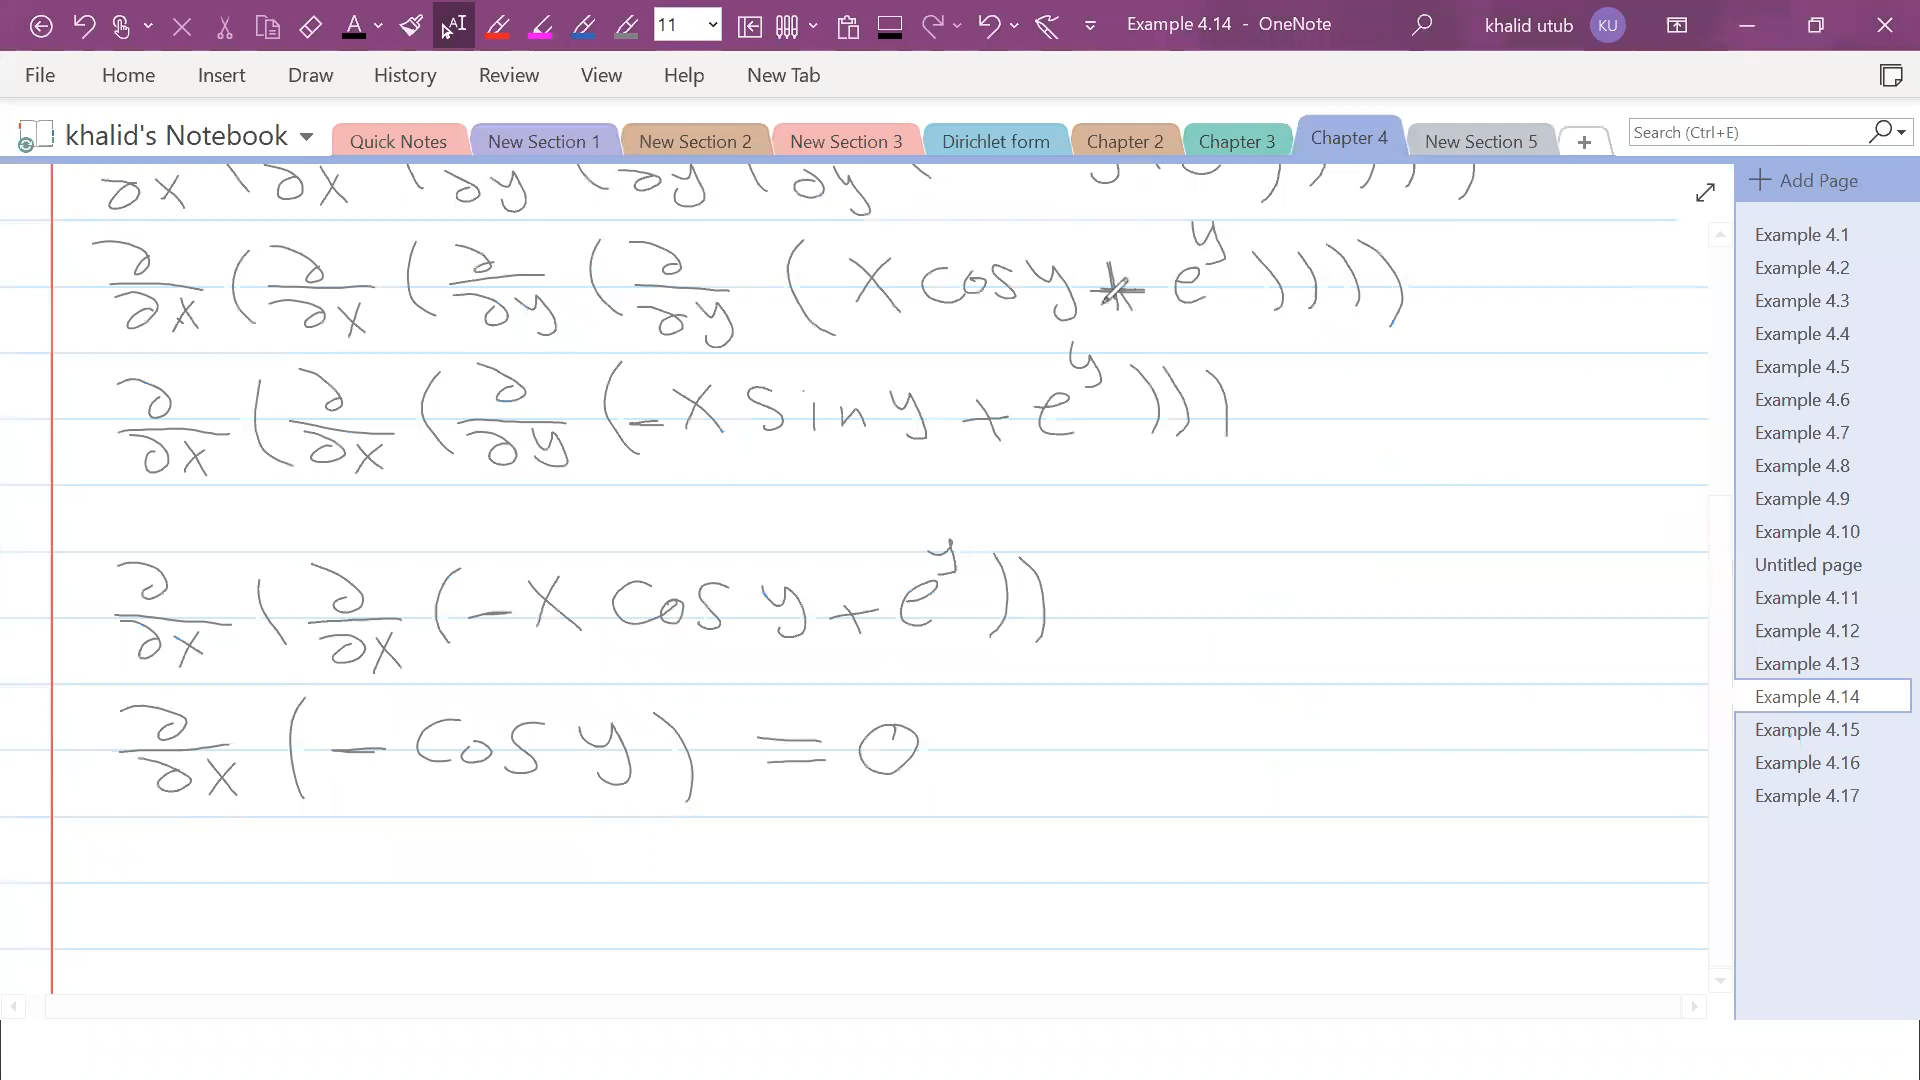 11
Example 4.14 - OneNote
khalid utub
KU
File Home Insert Draw History Review View Help New Tab
khalid's Notebook
Quick Notes New Section 1 New Section 2 New Section 3 Dirichlet form Chapter 2 Chapter 3 Chapter 4 New Section 5 +
Search (Ctrl+E)
∂x (∂x (∂y (∂y (∂y ( )))))
∂/∂x (∂/∂x (∂/∂y (∂/∂y (x cos y + e^y))))
∂/∂x (∂/∂x (∂/∂y (-x sin y + e^y)))
∂/∂x (∂/∂x (-x cos y + e^y))
∂/∂x (- cos y) = 0
Add Page
Example 4.1
Example 4.2
Example 4.3
Example 4.4
Example 4.5
Example 4.6
Example 4.7
Example 4.8
Example 4.9
Example 4.10
Untitled page
Example 4.11
Example 4.12
Example 4.13
Example 4.14
Example 4.15
Example 4.16
Example 4.17